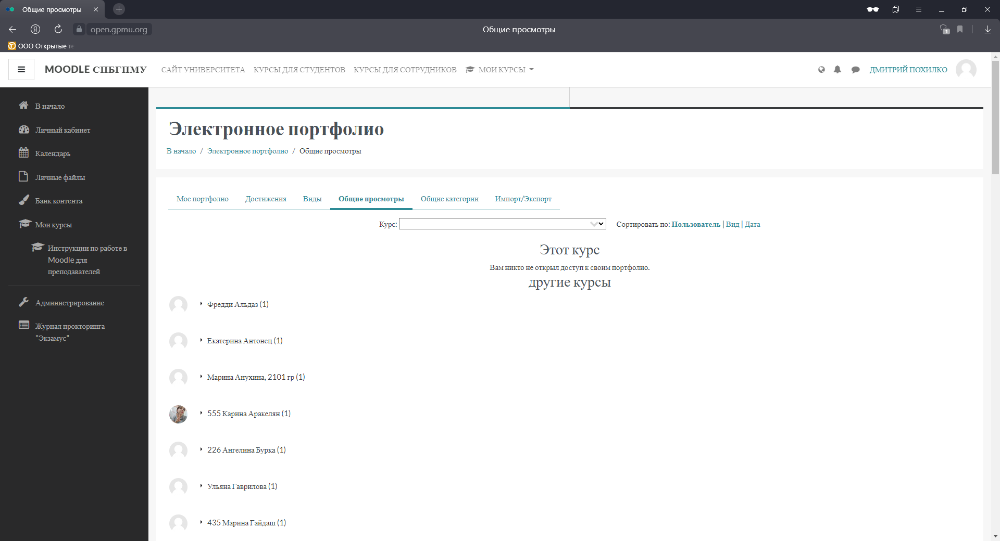 Общие просмотры
open.gpmu.org
Общие просмотры
1
ООО Открытые те
MOODLE СПБГПМУ
САЙТ УНИВЕРСИТЕТА
КУРСЫ ДЛЯ СТУДЕНТОВ
КУРСЫ ДЛЯ СОТРУДНИКОВ
МОИ КУРСЫ
ДМИТРИЙ ПОХИЛКО
В начало
Личный кабинет
Календарь
Личные файлы
Банк контента
Мои курсы
Инструкции по работе в
Moodle для
преподавателей
Администрирование
Журнал прокторинга
"Экзамус"
Электронное портфолио
В начало / Электронное портфолио / Общие просмотры
Мое портфолио
Достижения
Виды
Общие просмотры
Общие категории
Импорт/Экспорт
Курс:
Сортировать по: Пользователь | Вид | Дата
Этот курс
Вам никто не открыл доступ к своим портфолио.
другие курсы
Фредди Альдаз (1)
Екатерина Антонец (1)
Марина Анухина, 2101 гр (1)
555 Карина Аракелян (1)
226 Ангелина Бурка (1)
Ульяна Гаврилова (1)
435 Марина Гайдаш (1)